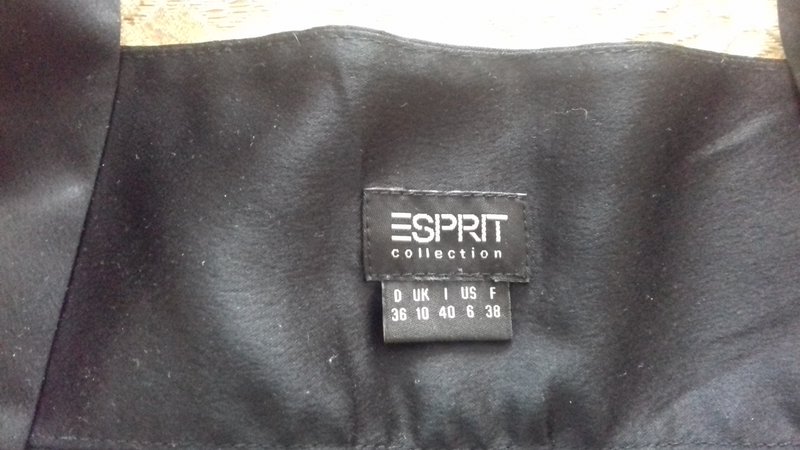 ESPRIT
collection
D UK I US F
36 10 40 6 38